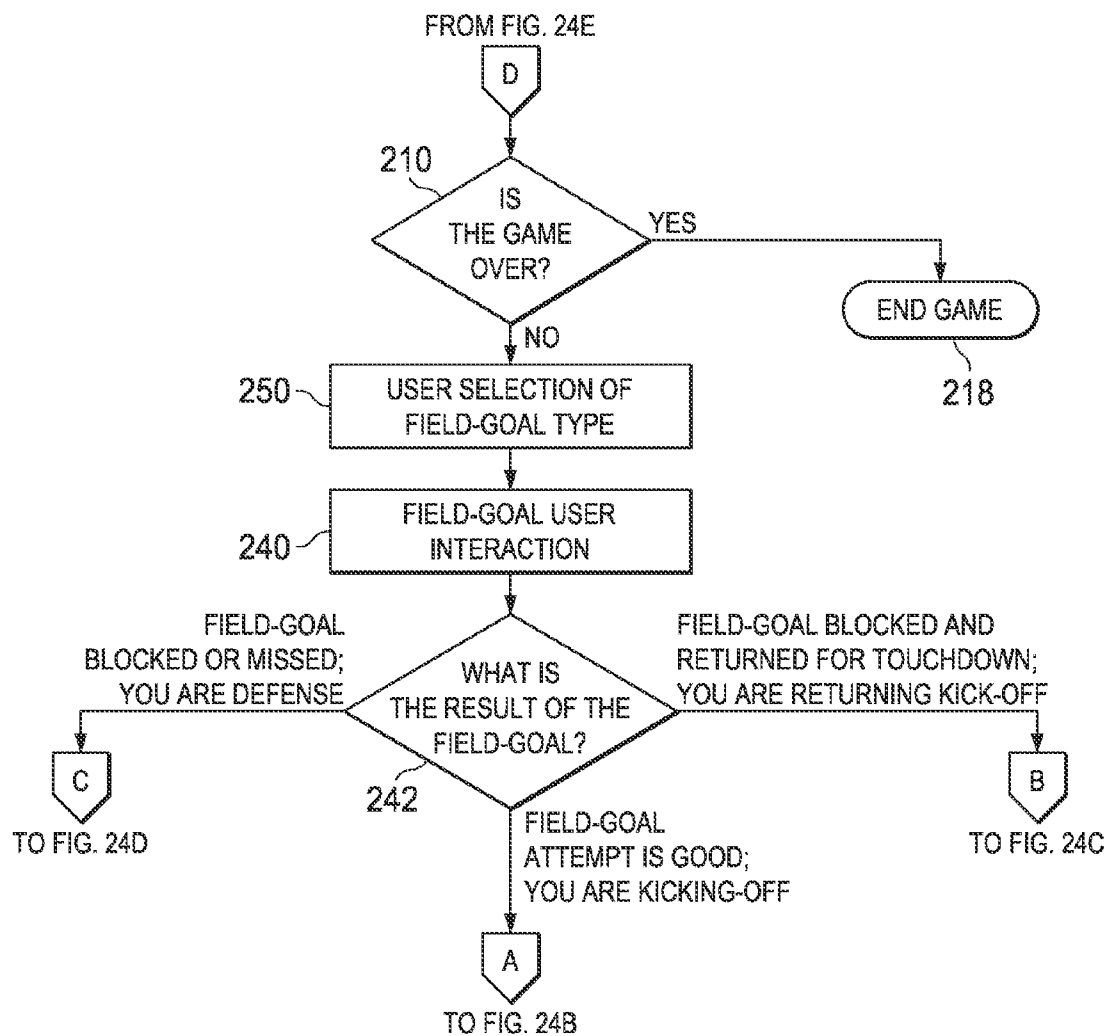 FROM FIG. 24E
D
210
IS
THE GAME
OVER?
YES
END GAME
218
NO
250
USER SELECTION OF
FIELD-GOAL TYPE
240
FIELD-GOAL USER
INTERACTION
FIELD-GOAL
BLOCKED OR MISSED;
YOU ARE DEFENSE
WHAT IS
THE RESULT OF THE
FIELD-GOAL?
242
FIELD-GOAL BLOCKED AND
RETURNED FOR TOUCHDOWN;
YOU ARE RETURNING KICK-OFF
C
TO FIG. 24D
B
TO FIG. 24C
FIELD-GOAL
ATTEMPT IS GOOD;
YOU ARE KICKING-OFF
A
TO FIG. 24B